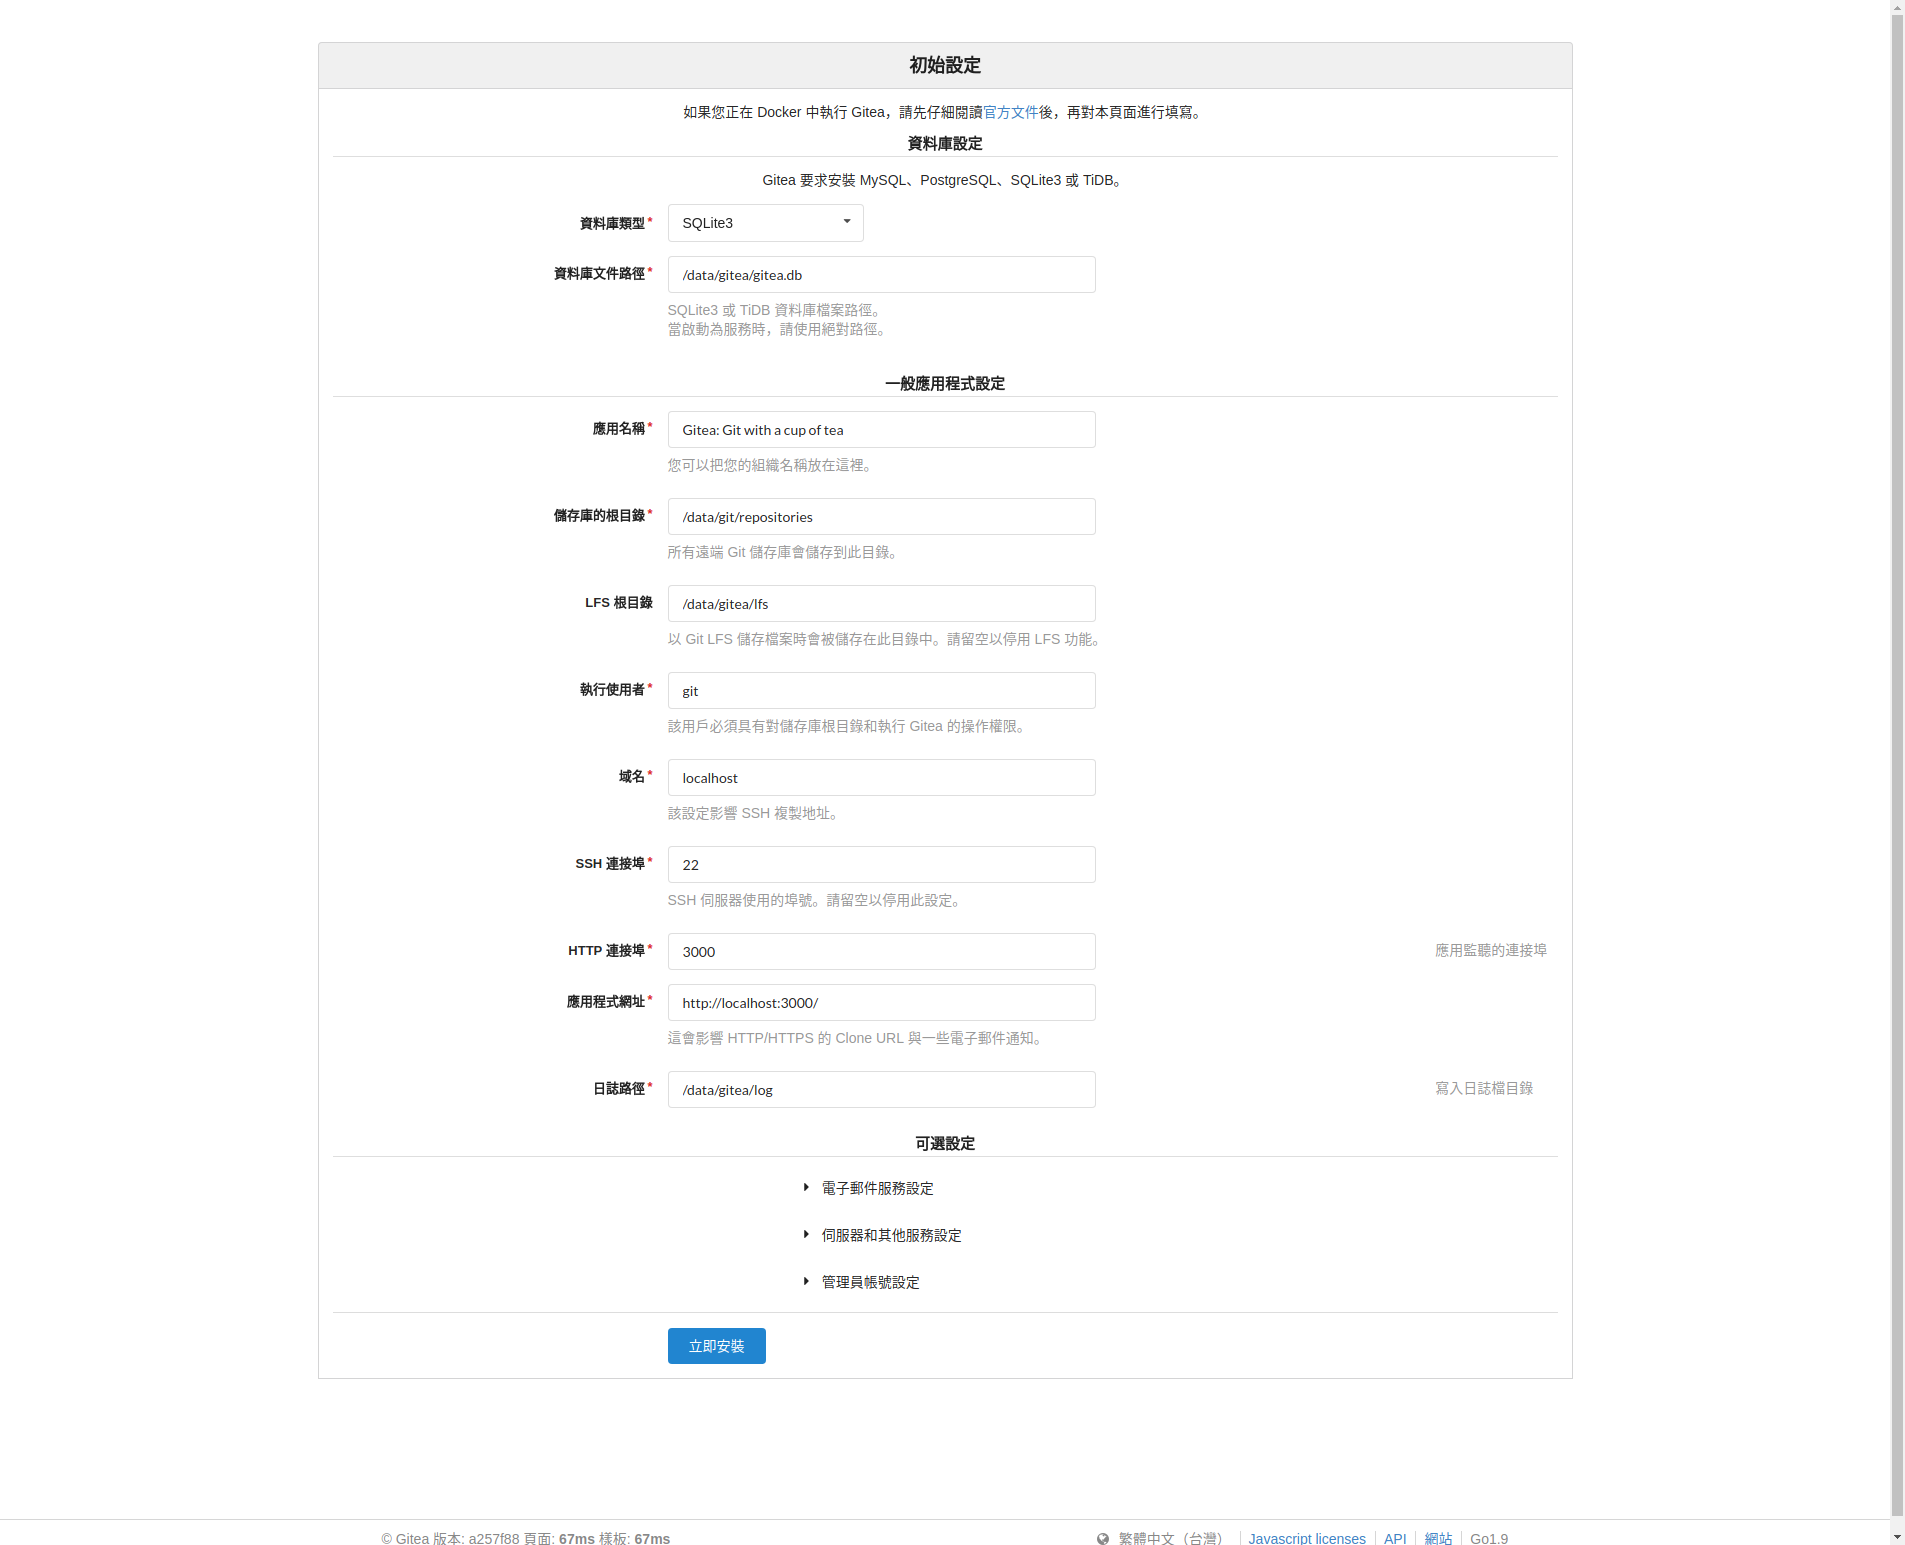 初始設定
如果您正在 Docker 中執行 Gitea，請先仔細閱讀官方文件後，再對本頁面進行填寫。
資料庫設定
Gitea 要求安裝 MySQL、PostgreSQL、SQLite3 或 TiDB。
資料庫類型* SQLite3
資料庫文件路徑* /data/gitea/gitea.db
SQLite3 或 TiDB 資料庫檔案路徑。
當啟動為服務時，請使用絕對路徑。
一般應用程式設定
應用名稱* Gitea: Git with a cup of tea
您可以把您的組織名稱放在這裡。
儲存庫的根目錄* /data/git/repositories
所有遠端 Git 儲存庫會儲存到此目錄。
LFS 根目錄 /data/gitea/lfs
以 Git LFS 儲存檔案時會被儲存在此目錄中。請留空以停用 LFS 功能。
執行使用者* git
該用戶必須具有對儲存庫根目錄和執行 Gitea 的操作權限。
域名* localhost
該設定影響 SSH 複製地址。
SSH 連接埠* 22
SSH 伺服器使用的埠號。請留空以停用此設定。
HTTP 連接埠* 3000 應用監聽的連接埠
應用程式網址* http://localhost:3000/
這會影響 HTTP/HTTPS 的 Clone URL 與一些電子郵件通知。
日誌路徑* /data/gitea/log 寫入日誌檔目錄
可選設定
電子郵件服務設定
伺服器和其他服務設定
管理員帳號設定
立即安裝
© Gitea 版本: a257f88 頁面: 67ms 樣板: 67ms 繁體中文（台灣） Javascript licenses API 網站 Go1.9